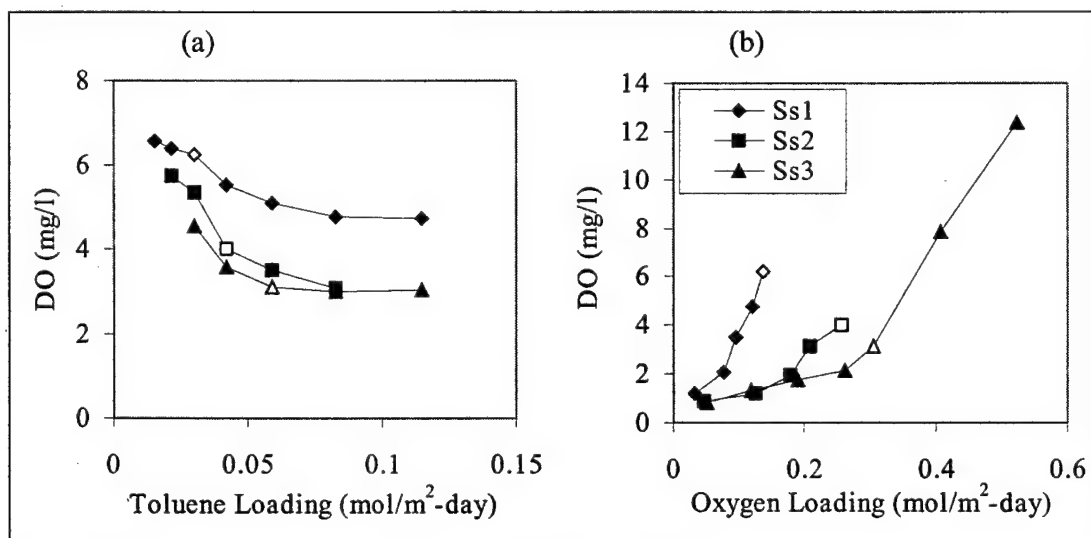 (a)
8
6
4
2
0
DO (mg/l)
0 0.05 0.1 0.15
Toluene Loading (mol/m²-day)
(b)
14
12
10
8
6
4
2
0
DO (mg/l)
Ss1
Ss2
Ss3
0 0.2 0.4 0.6
Oxygen Loading (mol/m²-day)